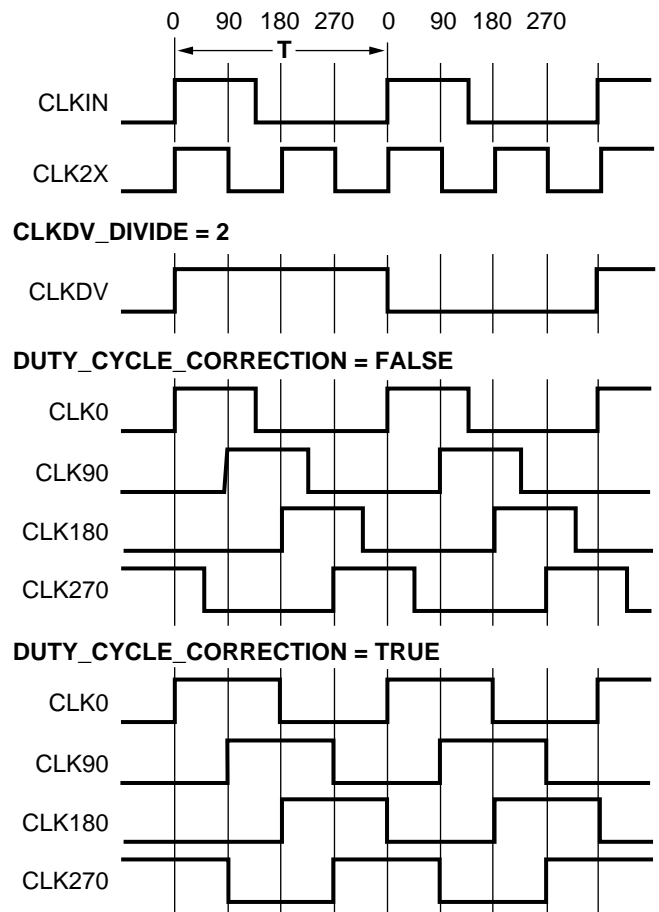 0 90 180 270 0 90 180 270
T
CLKIN
CLK2X
CLKDV_DIVIDE = 2
CLKDV
DUTY_CYCLE_CORRECTION = FALSE
CLK0
CLK90
CLK180
CLK270
DUTY_CYCLE_CORRECTION = TRUE
CLK0
CLK90
CLK180
CLK270